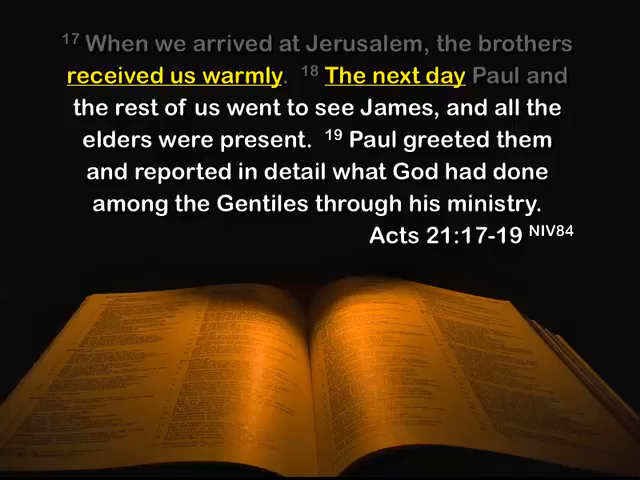 17 When we arrived at Jerusalem, the brothers
received us warmly. 18 The next day Paul and
the rest of us went to see James, and all the
elders were present. 19 Paul greeted them
and reported in detail what God had done
among the Gentiles through his ministry.
Acts 21:17-19 NIV84